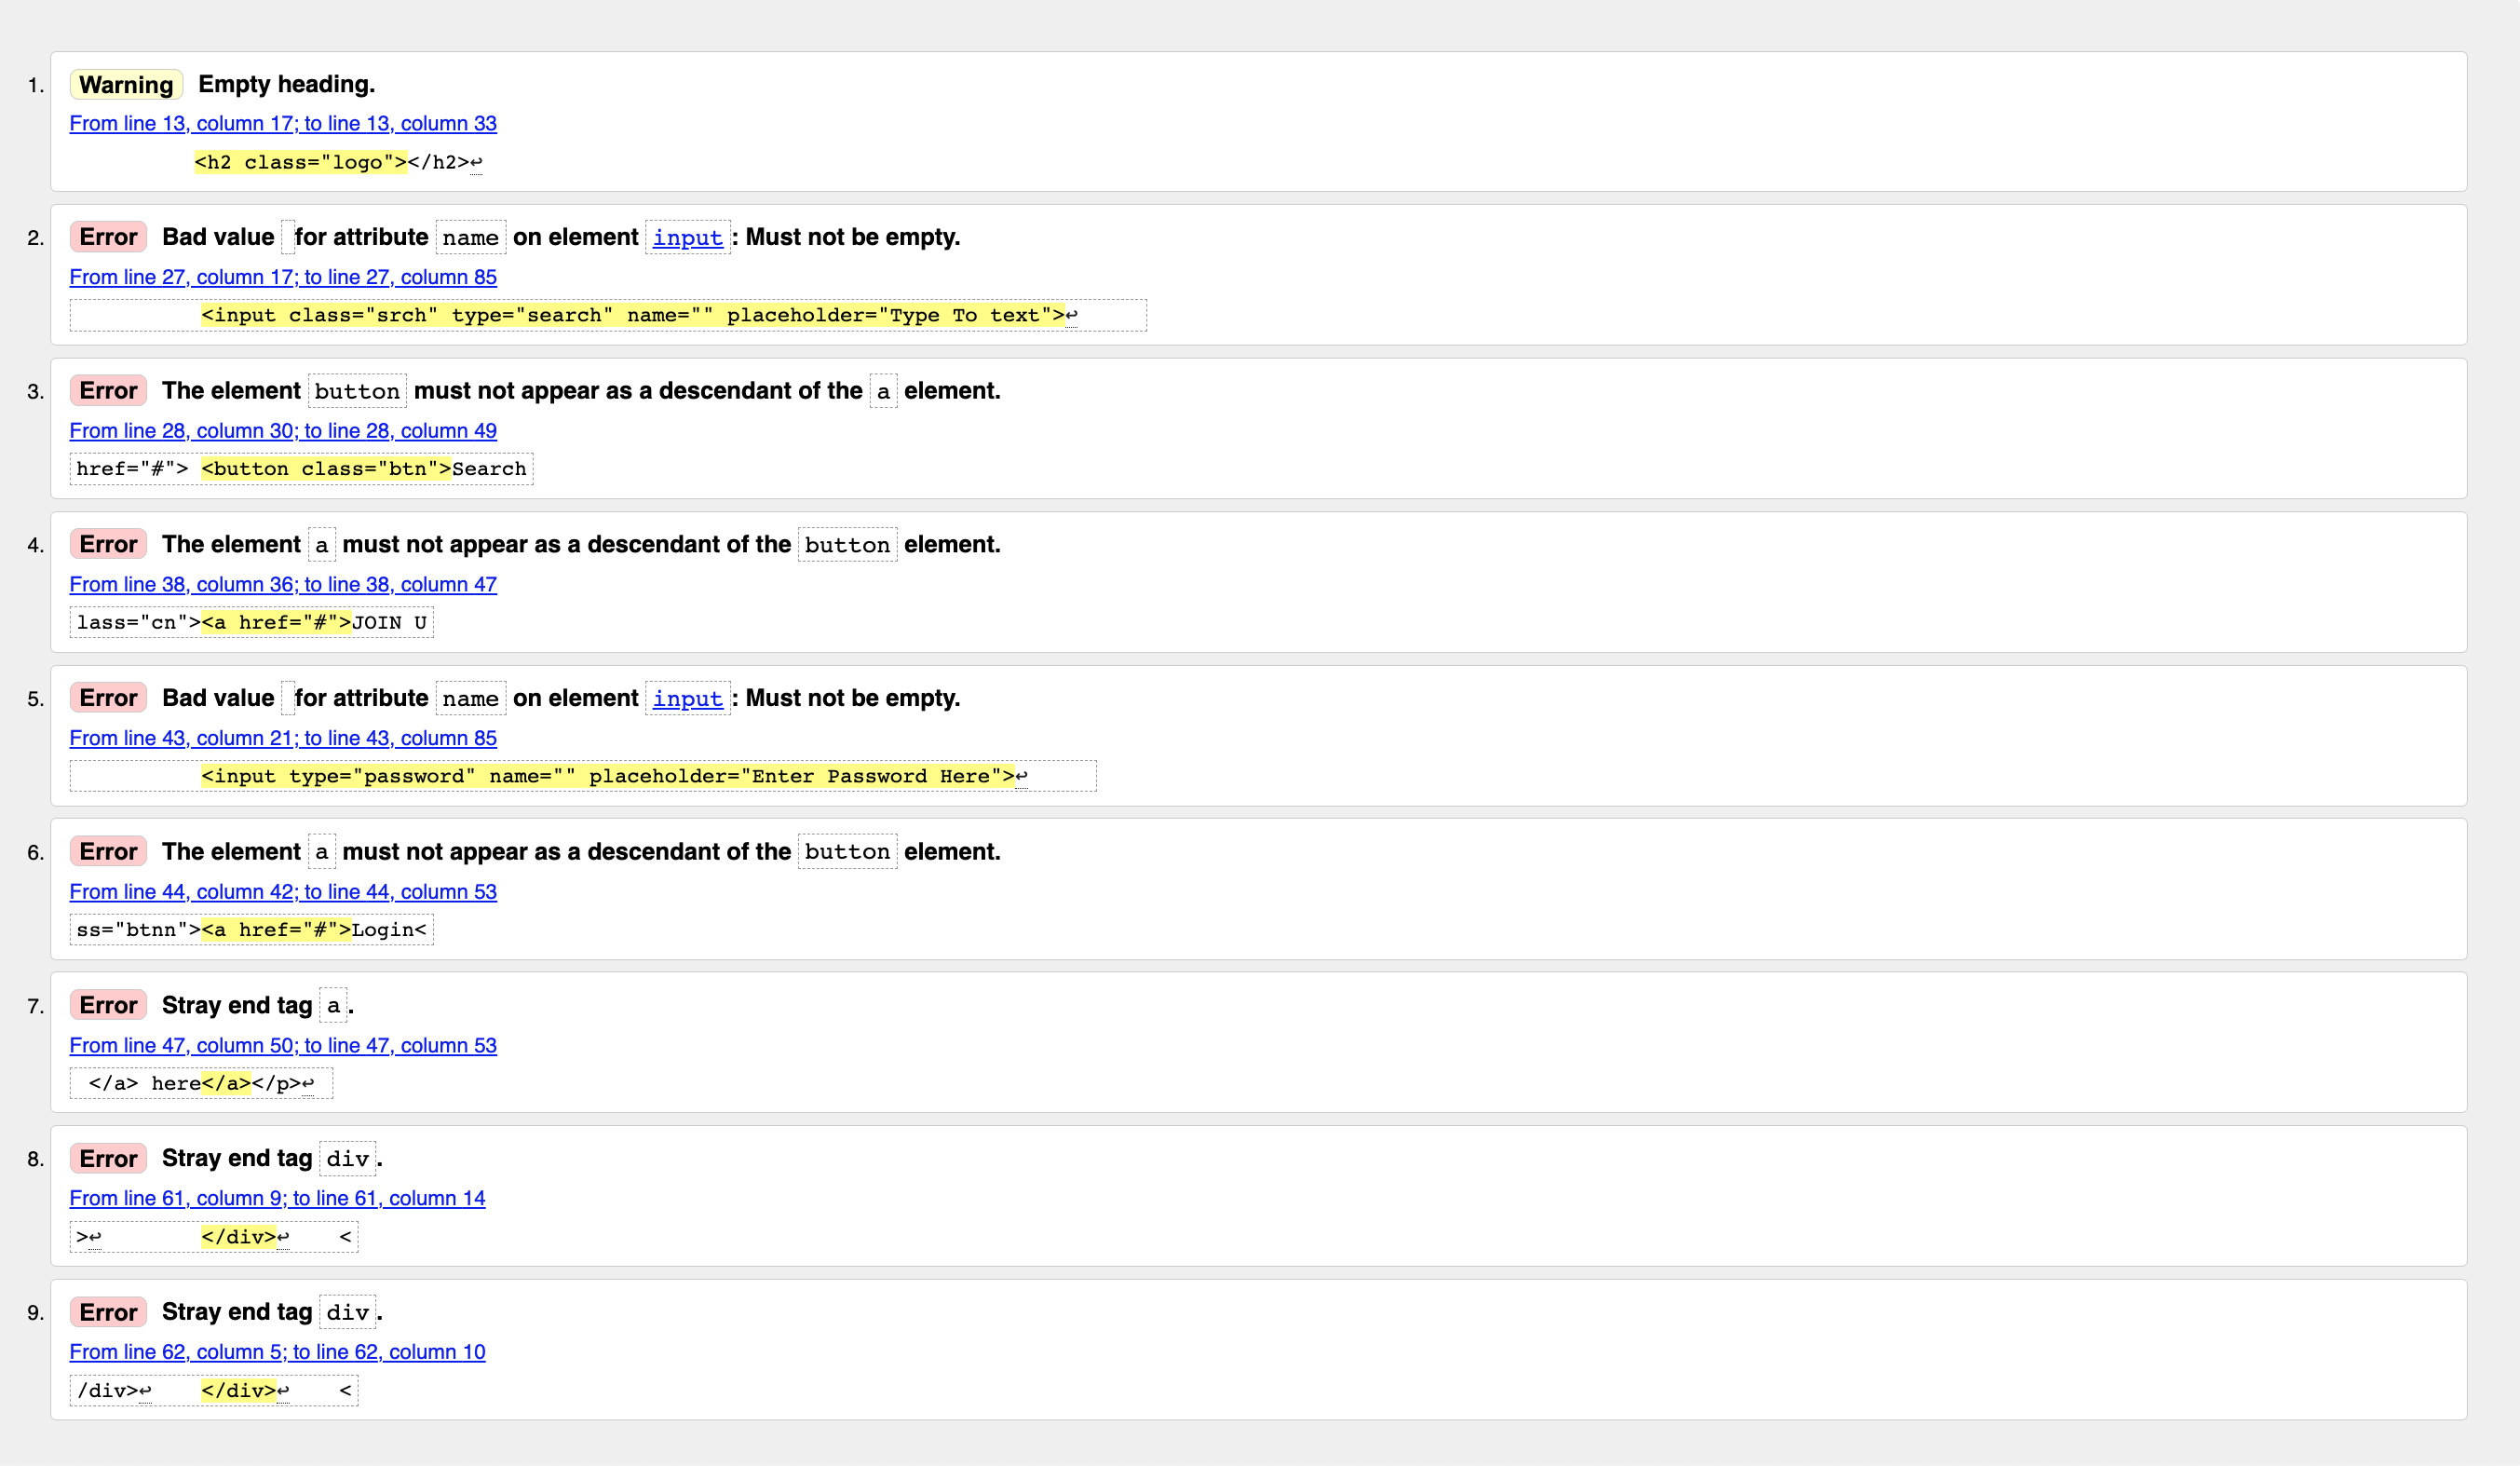 1. Warning Empty heading.
From line 13, column 17; to line 13, column 33
<h2 class="logo"></h2>↩
2. Error Bad value for attribute name on element input: Must not be empty.
From line 27, column 17; to line 27, column 85
<input class="srch" type="search" name="" placeholder="Type To text">↩
3. Error The element button must not appear as a descendant of the a element.
From line 28, column 30; to line 28, column 49
href="#"> <button class="btn">Search
4. Error The element a must not appear as a descendant of the button element.
From line 38, column 36; to line 38, column 47
lass="cn"><a href="#">JOIN U
5. Error Bad value for attribute name on element input: Must not be empty.
From line 43, column 21; to line 43, column 85
<input type="password" name="" placeholder="Enter Password Here">↩
6. Error The element a must not appear as a descendant of the button element.
From line 44, column 42; to line 44, column 53
ss="btnn"><a href="#">Login<
7. Error Stray end tag a.
From line 47, column 50; to line 47, column 53
</a> here</a></p>↩
8. Error Stray end tag div.
From line 61, column 9; to line 61, column 14
>↩ </div>↩ <
9. Error Stray end tag div.
From line 62, column 5; to line 62, column 10
/div>↩ </div>↩ <